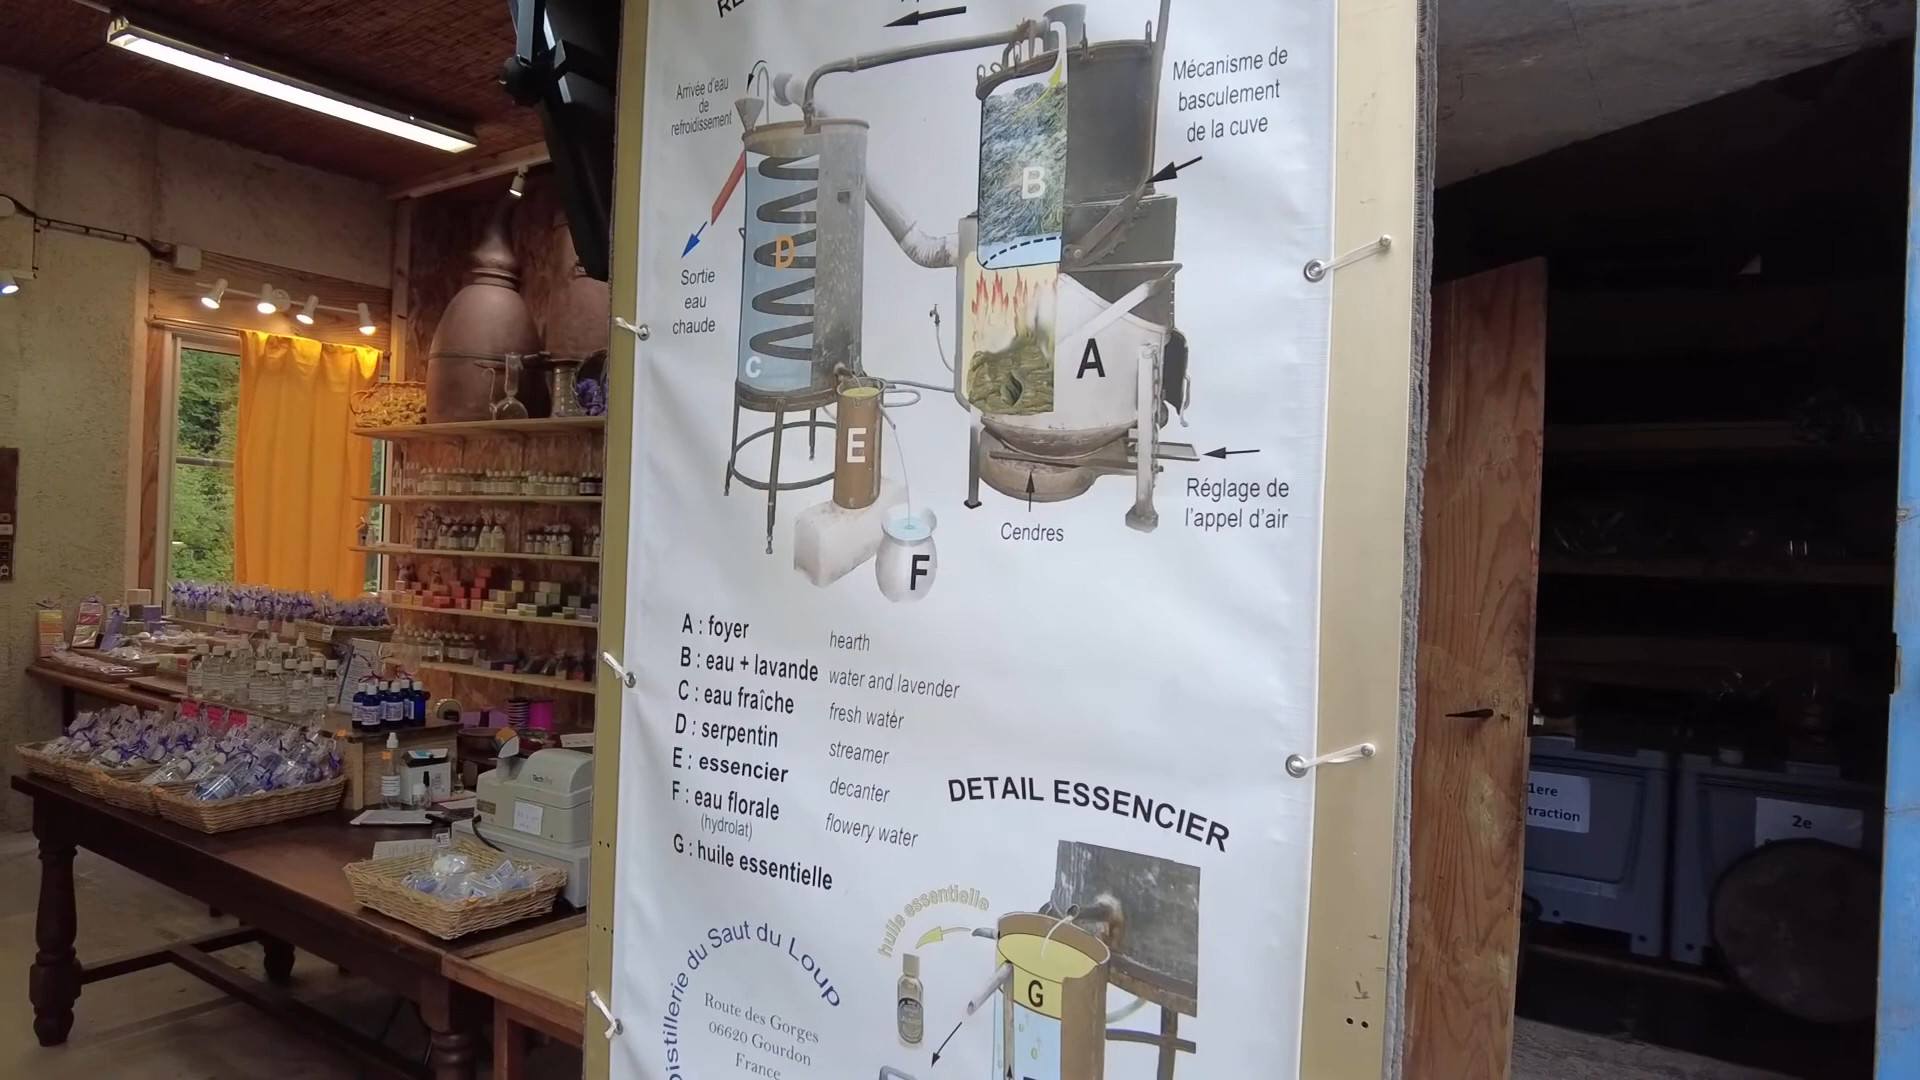 Arrivée d'eau
de
refroidissement
Mécanisme de
basculement
de la cuve
B
D
Sortie
eau
chaude
C
A
E
Réglage de
l'appel d'air
Cendres
F
A : foyer hearth
B : eau + lavande water and lavender
C : eau fraîche fresh water
D : serpentin streamer
E : essencier decanter
F : eau florale flowery water
(hydrolat)
G : huile essentielle
DETAIL ESSENCIER
huile essentielle
G
Distillerie du Saut du Loup
Route des Gorges
06620 Gourdon
France
1ere
traction
2e